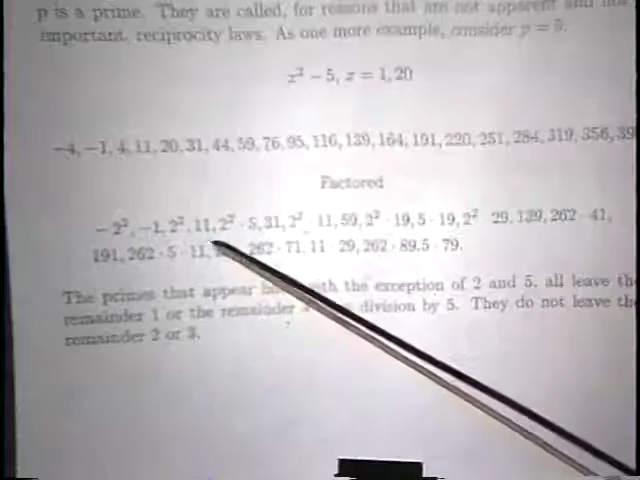 p is a prime. They are called, for reasons that are not apparent and not
important, reciprocity laws. As one more example, consider p = 5.
z² − 5, z = 1, 20
−4, −1, 4, 11, 20, 31, 44, 59, 76, 95, 116, 139, 164, 191, 220, 251, 284, 319, 356, 39
Factored
−2², −1, 2², 11, 2² · 5, 31, 2², 11, 59, 2² · 19, 5 · 19, 2² 29, 139, 262 · 41,
191, 262 · 5 · 11, 262 · 71, 11 29, 262 · 89, 5 · 79.
The primes that appear with the exception of 2 and 5, all leave the
remainder 1 or the remainder division by 5. They do not leave the
remainder 2 or 3.